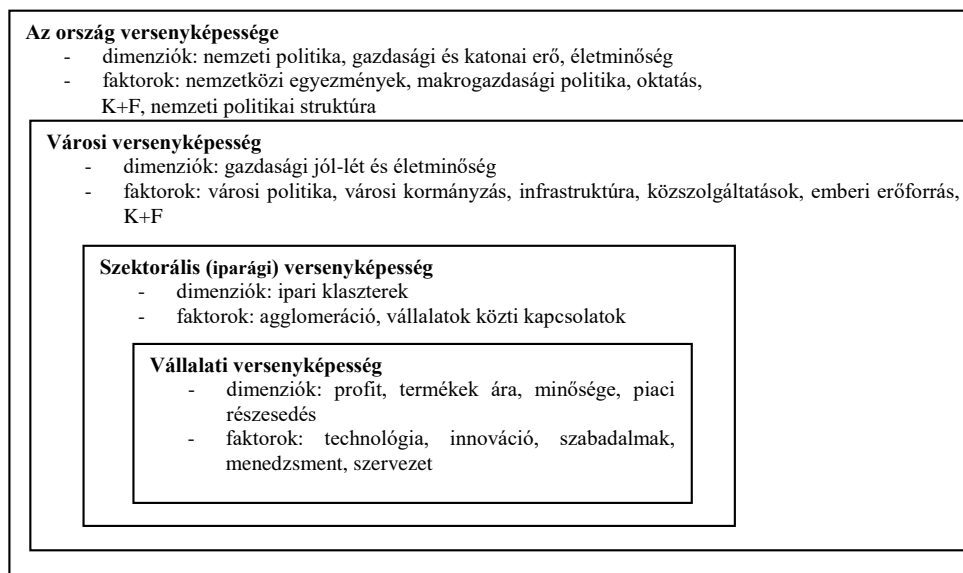 Az ország versenyképessége
- dimenziók: nemzeti politika, gazdasági és katonai erő, életminőség
- faktorok: nemzetközi egyezmények, makrogazdasági politika, oktatás,
K+F, nemzeti politikai struktúra
Városi versenyképesség
- dimenziók: gazdasági jól-lét és életminőség
- faktorok: városi politika, városi kormányzás, infrastruktúra, közszolgáltatások, emberi erőforrás,
K+F
Szektorális (iparági) versenyképesség
- dimenziók: ipari klaszterek
- faktorok: agglomeráció, vállalatok közti kapcsolatok
Vállalati versenyképesség
- dimenziók: profit, termékek ára, minősége, piaci
részesedés
- faktorok: technológia, innováció, szabadalmak,
menedzsment, szervezet